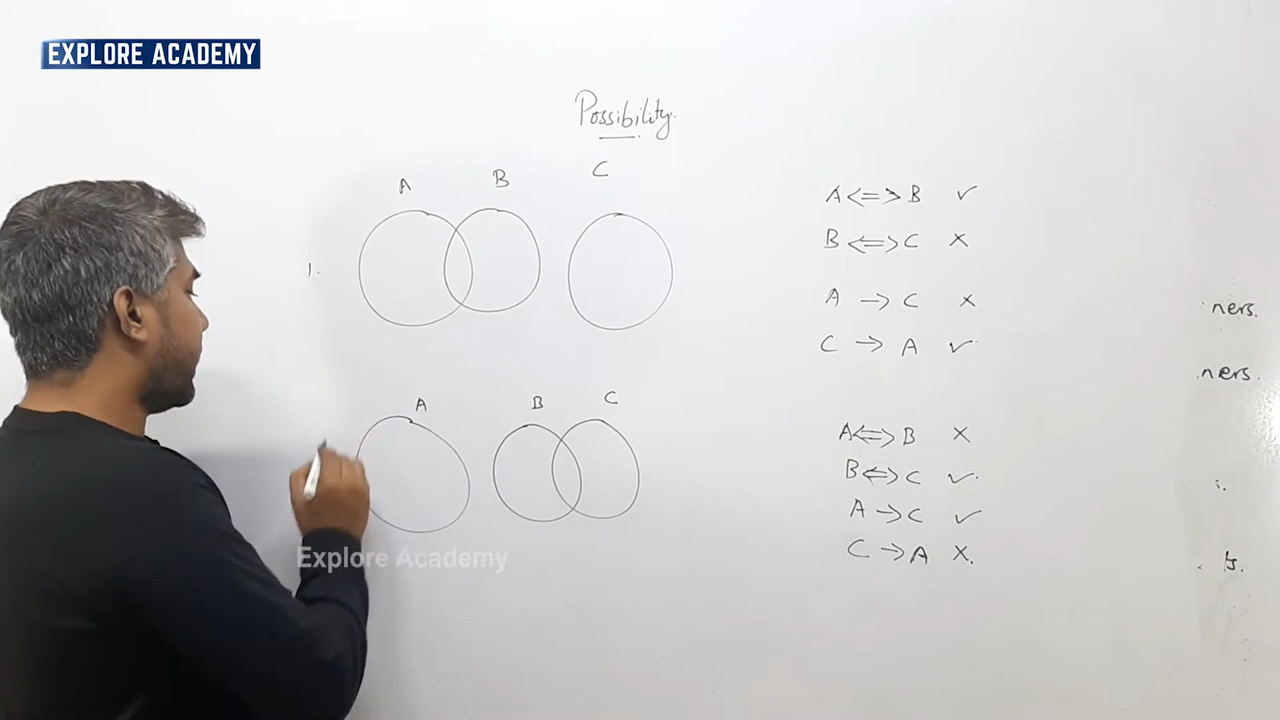 EXPLORE ACADEMY
Possibility.
A B C
1.
A <=> B ✓
B <=> C ×
A → C ×
C → A ✓
A B C
A <=> B ×
B <=> C ✓
A → C ✓
C → A ×.
ners.
ners.
Explore Academy